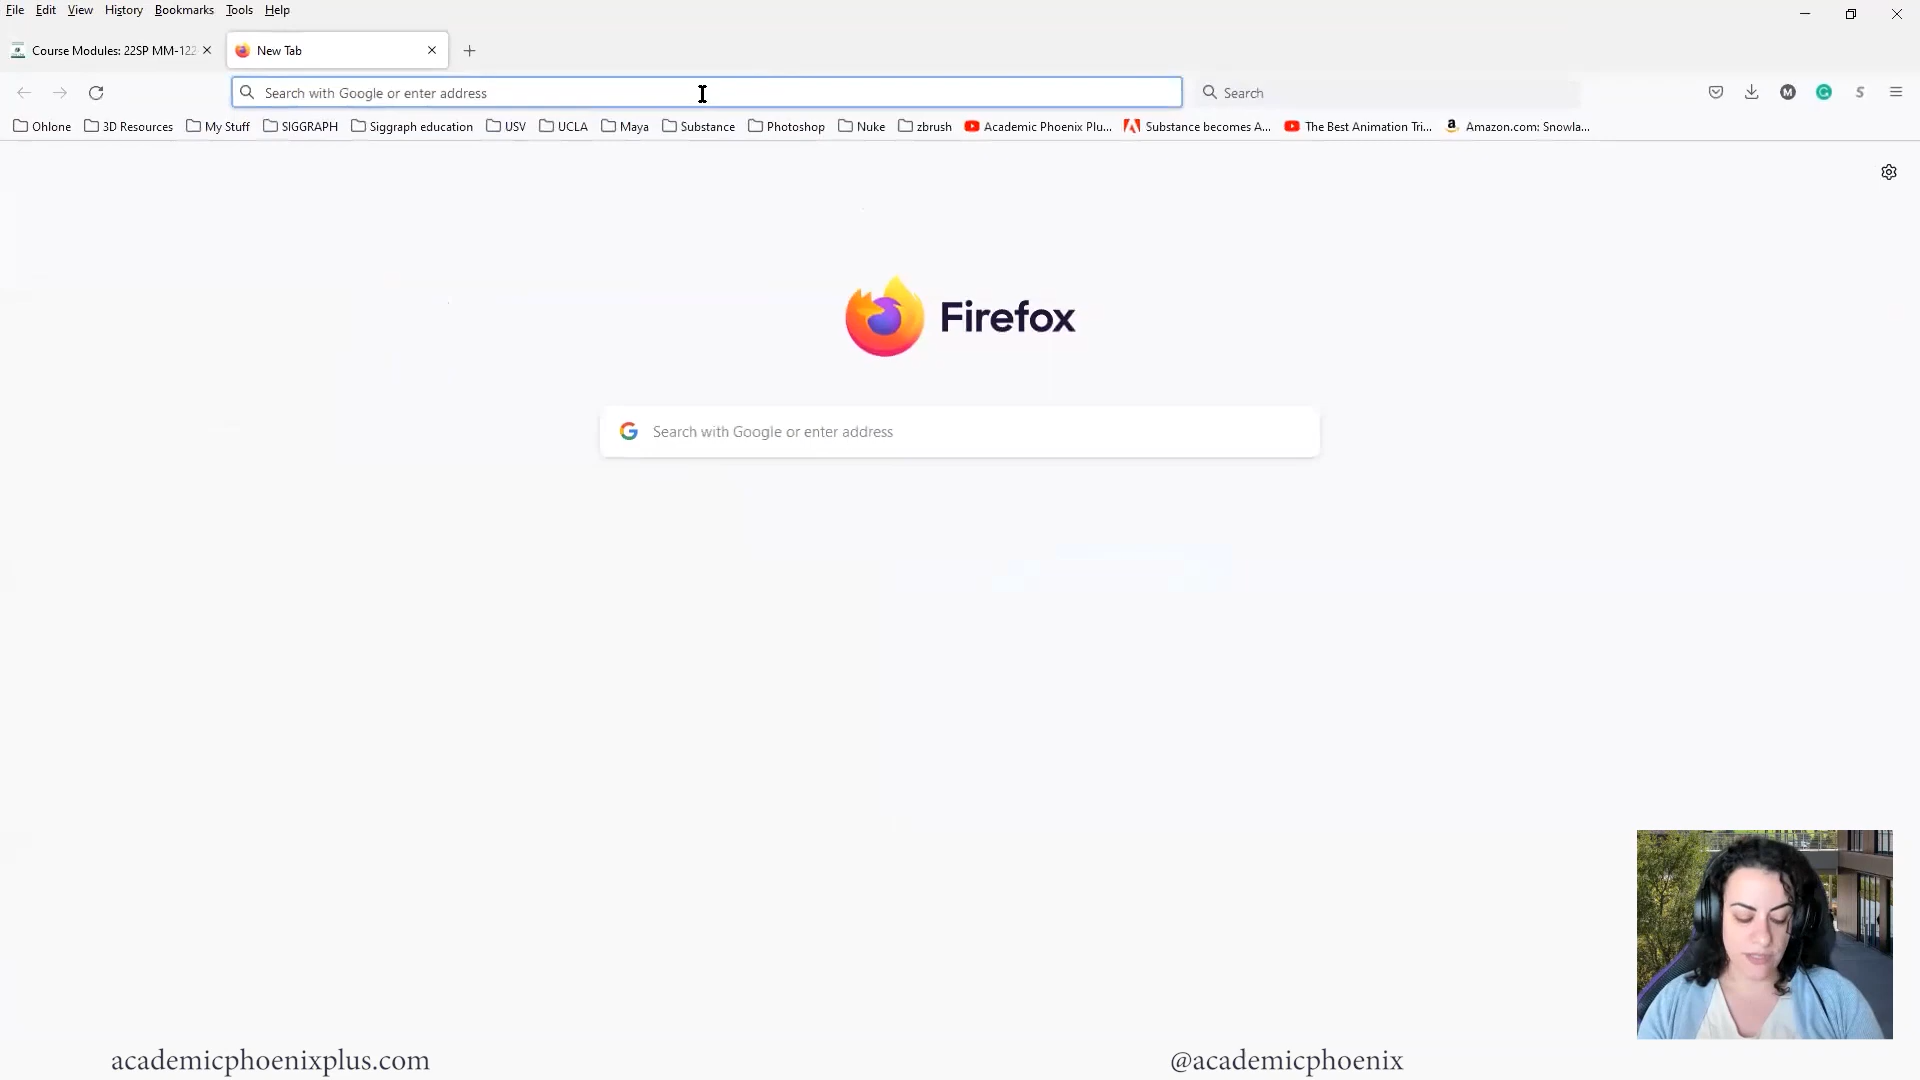 File Edit View History Bookmarks Tools Help
Course Modules: 22SP MM-122
New Tab
Search with Google or enter address
Search
Ohlone 3D Resources My Stuff SIGGRAPH Siggraph education USV UCLA Maya Substance Photoshop Nuke zbrush Academic Phoenix Plu... Substance becomes A... The Best Animation Tri... Amazon.com: Snowla...
Firefox
Search with Google or enter address
academicphoenixplus.com
@academicphoenix